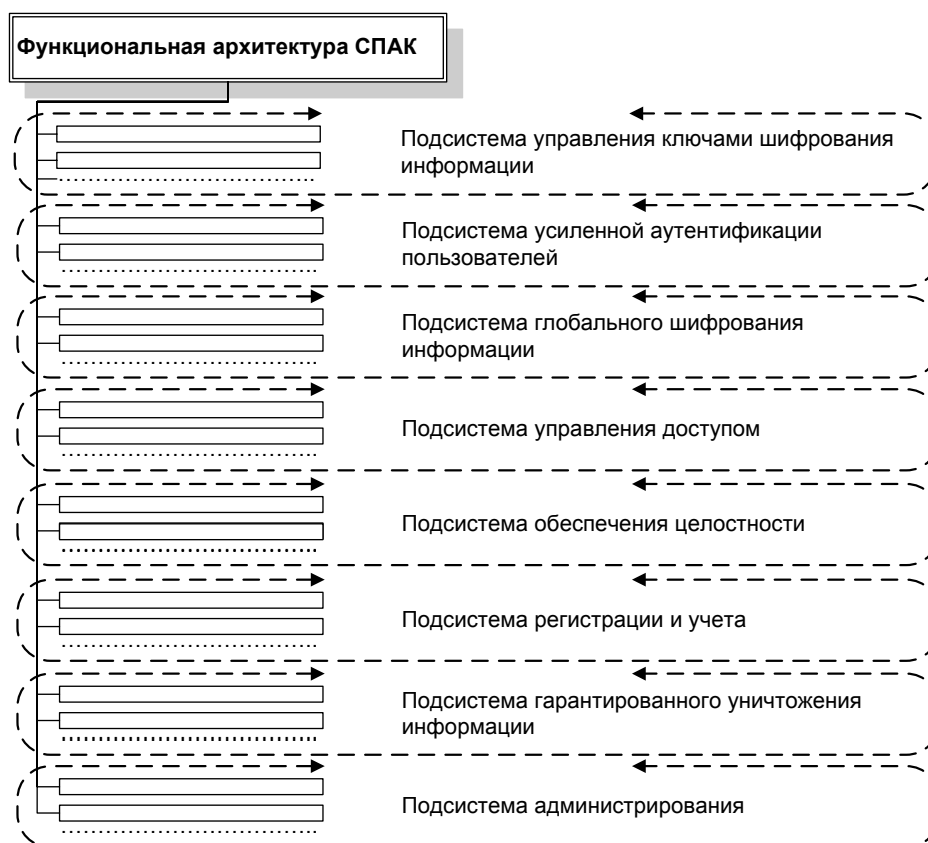 Функциональная архитектура СПАК
Подсистема управления ключами шифрования
информации
Подсистема усиленной аутентификации
пользователей
Подсистема глобального шифрования
информации
Подсистема управления доступом
Подсистема обеспечения целостности
Подсистема регистрации и учета
Подсистема гарантированного уничтожения
информации
Подсистема администрирования